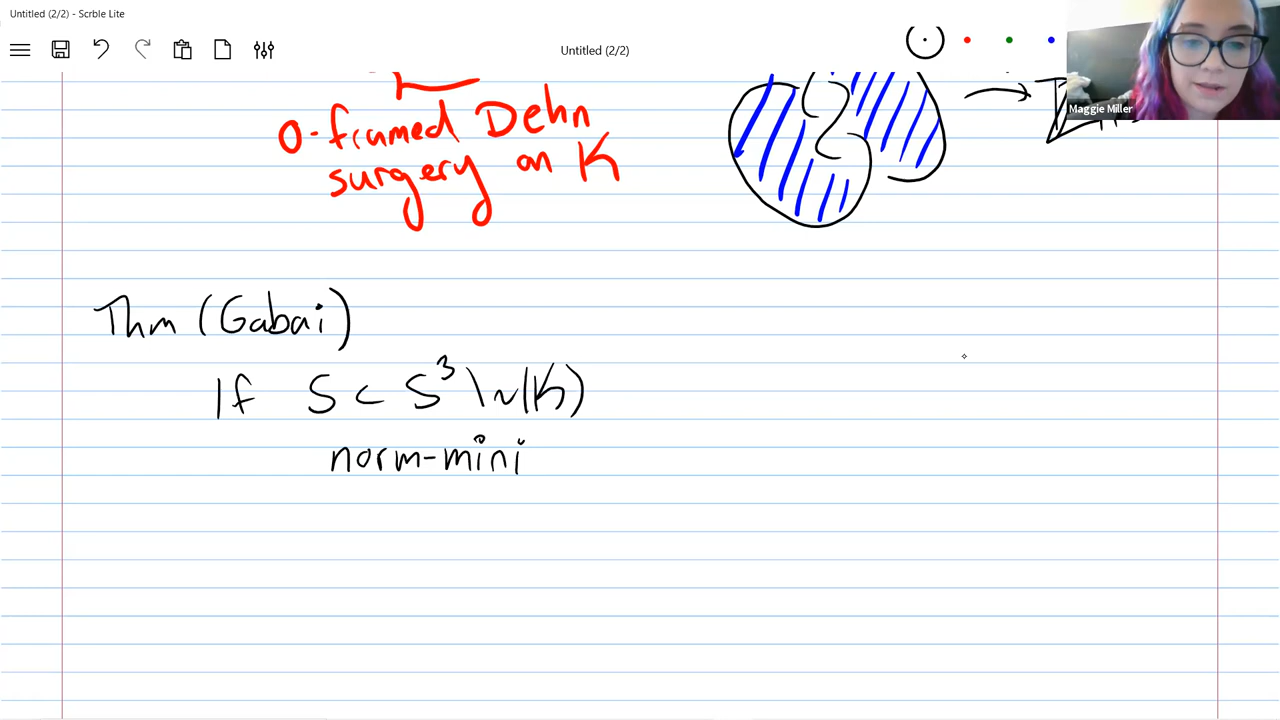 Untitled (2/2) - Scrble Lite
Untitled (2/2)
Maggie Miller
0-framed Dehn
surgery on K
Thm (Gabai)
If S ⊂ S³ \ ν(K)
norm-mini